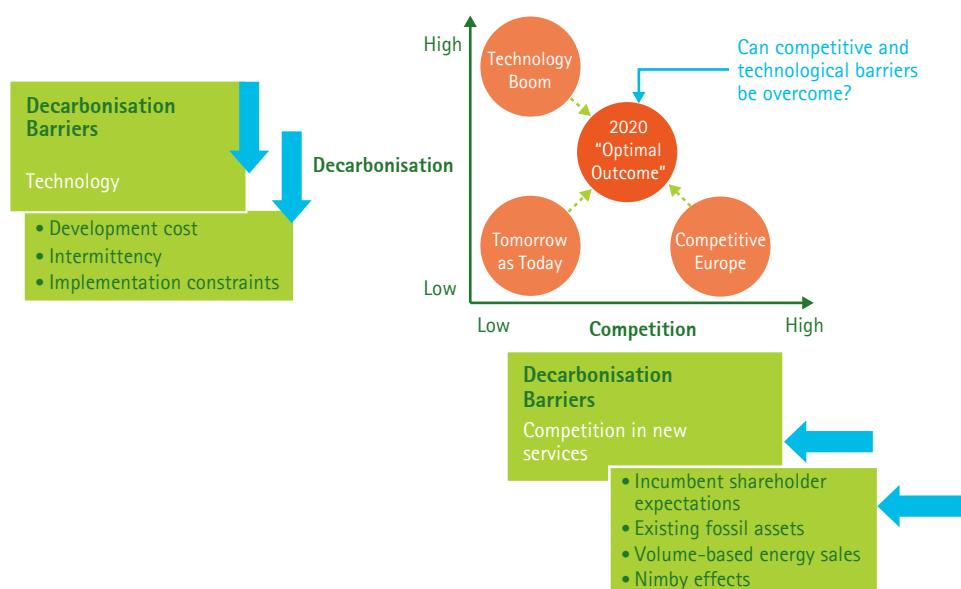 High
Technology
Boom
Can competitive and
technological barriers
be overcome?
Decarbonisation
Barriers
Technology
• Development cost
• Intermittency
• Implementation constraints
Decarbonisation
2020
“Optimal
Outcome”
Tomorrow
as Today
Competitive
Europe
Low
Low
Competition
High
Decarbonisation
Barriers
Competition in new
services
• Incumbent shareholder
expectations
• Existing fossil assets
• Volume-based energy sales
• Nimby effects